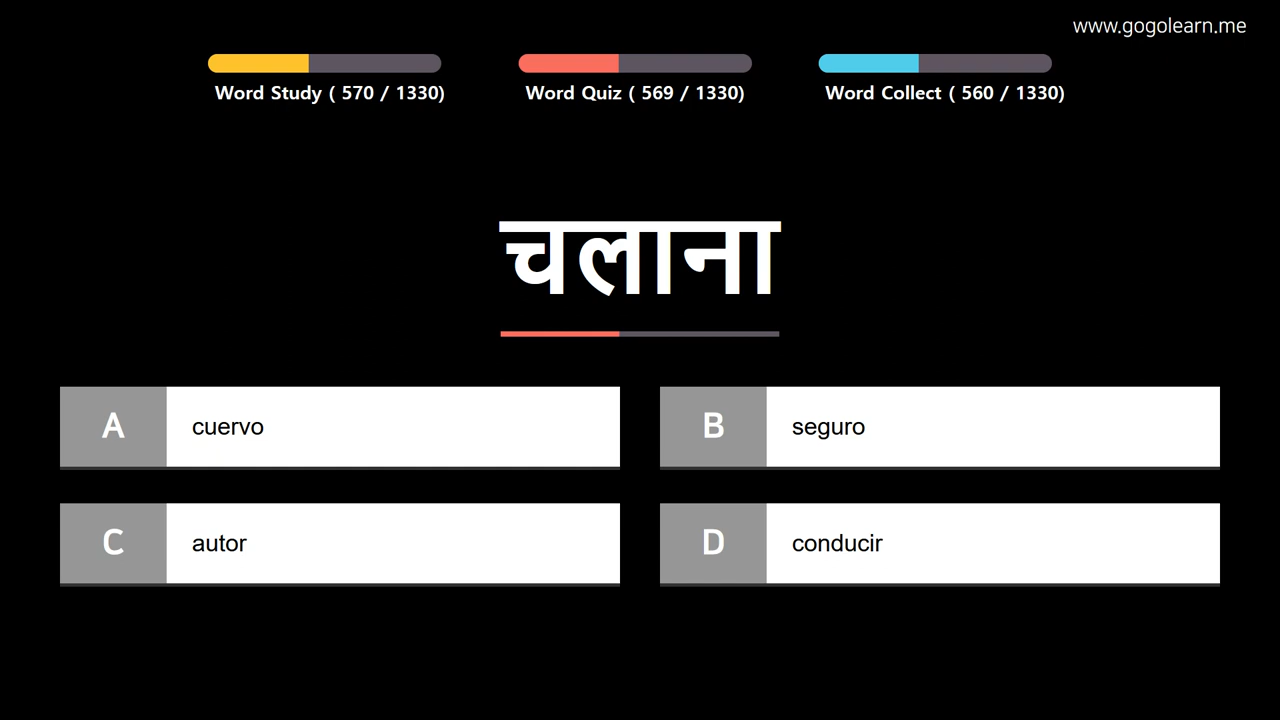 www.gogolearn.me
Word Study ( 570 / 1330)
Word Quiz ( 569 / 1330)
Word Collect ( 560 / 1330)
चलाना
A cuervo
B seguro
C autor
D conducir